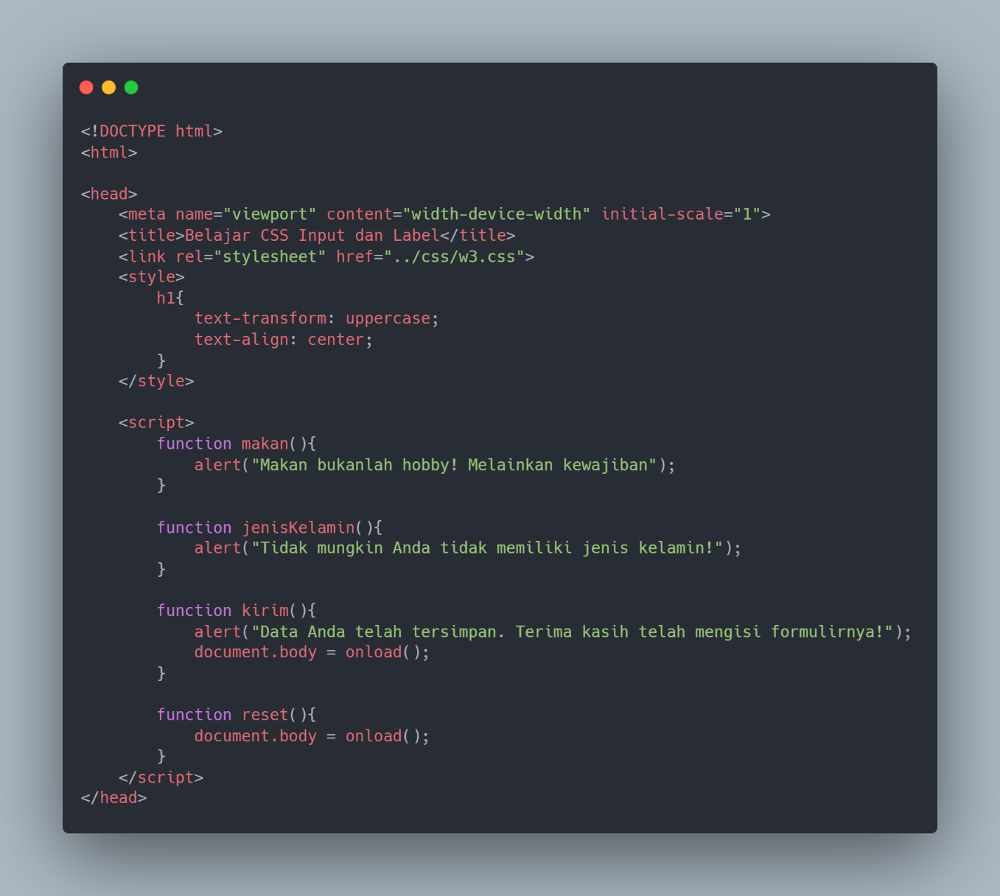 <!DOCTYPE html>
<html>
<head>
<meta name="viewport" content="width-device-width" initial-scale="1">
<title>Belajar CSS Input dan Label</title>
<link rel="stylesheet" href="../css/w3.css">
<style>
h1{
text-transform: uppercase;
text-align: center;
}
</style>
<script>
function makan(){
alert("Makan bukanlah hobby! Melainkan kewajiban");
}
function jenisKelamin(){
alert("Tidak mungkin Anda tidak memiliki jenis kelamin!");
}
function kirim(){
alert("Data Anda telah tersimpan. Terima kasih telah mengisi formulirnya!");
document.body = onload();
}
function reset(){
document.body = onload();
}
</script>
</head>